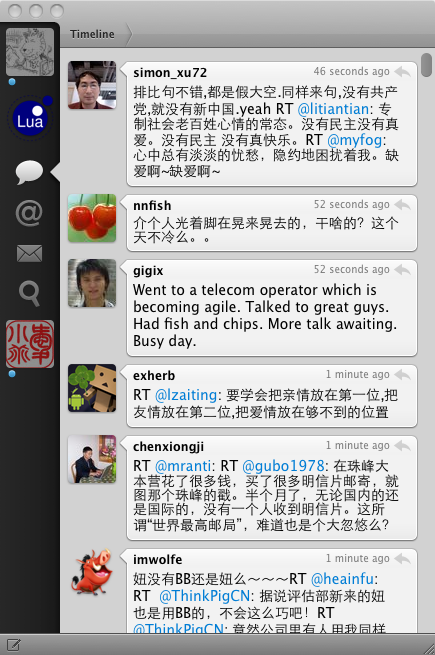 Timeline
Lua
simon_xu72
46 seconds ago
排比句不错,都是假大空.同样来句,没有共产
党,就没有新中国.yeah RT @litiantian: 专
制社会老百姓心情的常态。没有民主没有真
爱。没有民主 没有真快乐。RT @myfog:
心中总有淡淡的忧愁，隐约地困扰着我。缺
爱啊~缺爱啊~
nnfish
52 seconds ago
介个人光着脚在晃来晃去的，干啥的？这个
天不冷么。。
gigix
52 seconds ago
Went to a telecom operator which is
becoming agile. Talked to great guys.
Had fish and chips. More talk awaiting.
Busy day.
exherb
1 minute ago
RT @lzaiting: 要学会把亲情放在第一位,把
友情放在第二位,把爱情放在够不到的位置
chenxiongji
1 minute ago
RT @mranti: RT @gubo1978: 在珠峰大
本营花了很多钱，买了很多明信片邮寄，就
图那个珠峰的戳。半个月了，无论国内的还
是国际的，没有一个人收到明信片。这所
谓“世界最高邮局”，难道也是个大忽悠么?
imwolfe
1 minute ago
妞没有BB还是妞么～～～RT @heainfu:
RT @ThinkPigCN: 据说评估部新来的妞
也是用BB的，不会这么巧吧！RT
@ThinkPigCN: 竟然公司里有人用我同样